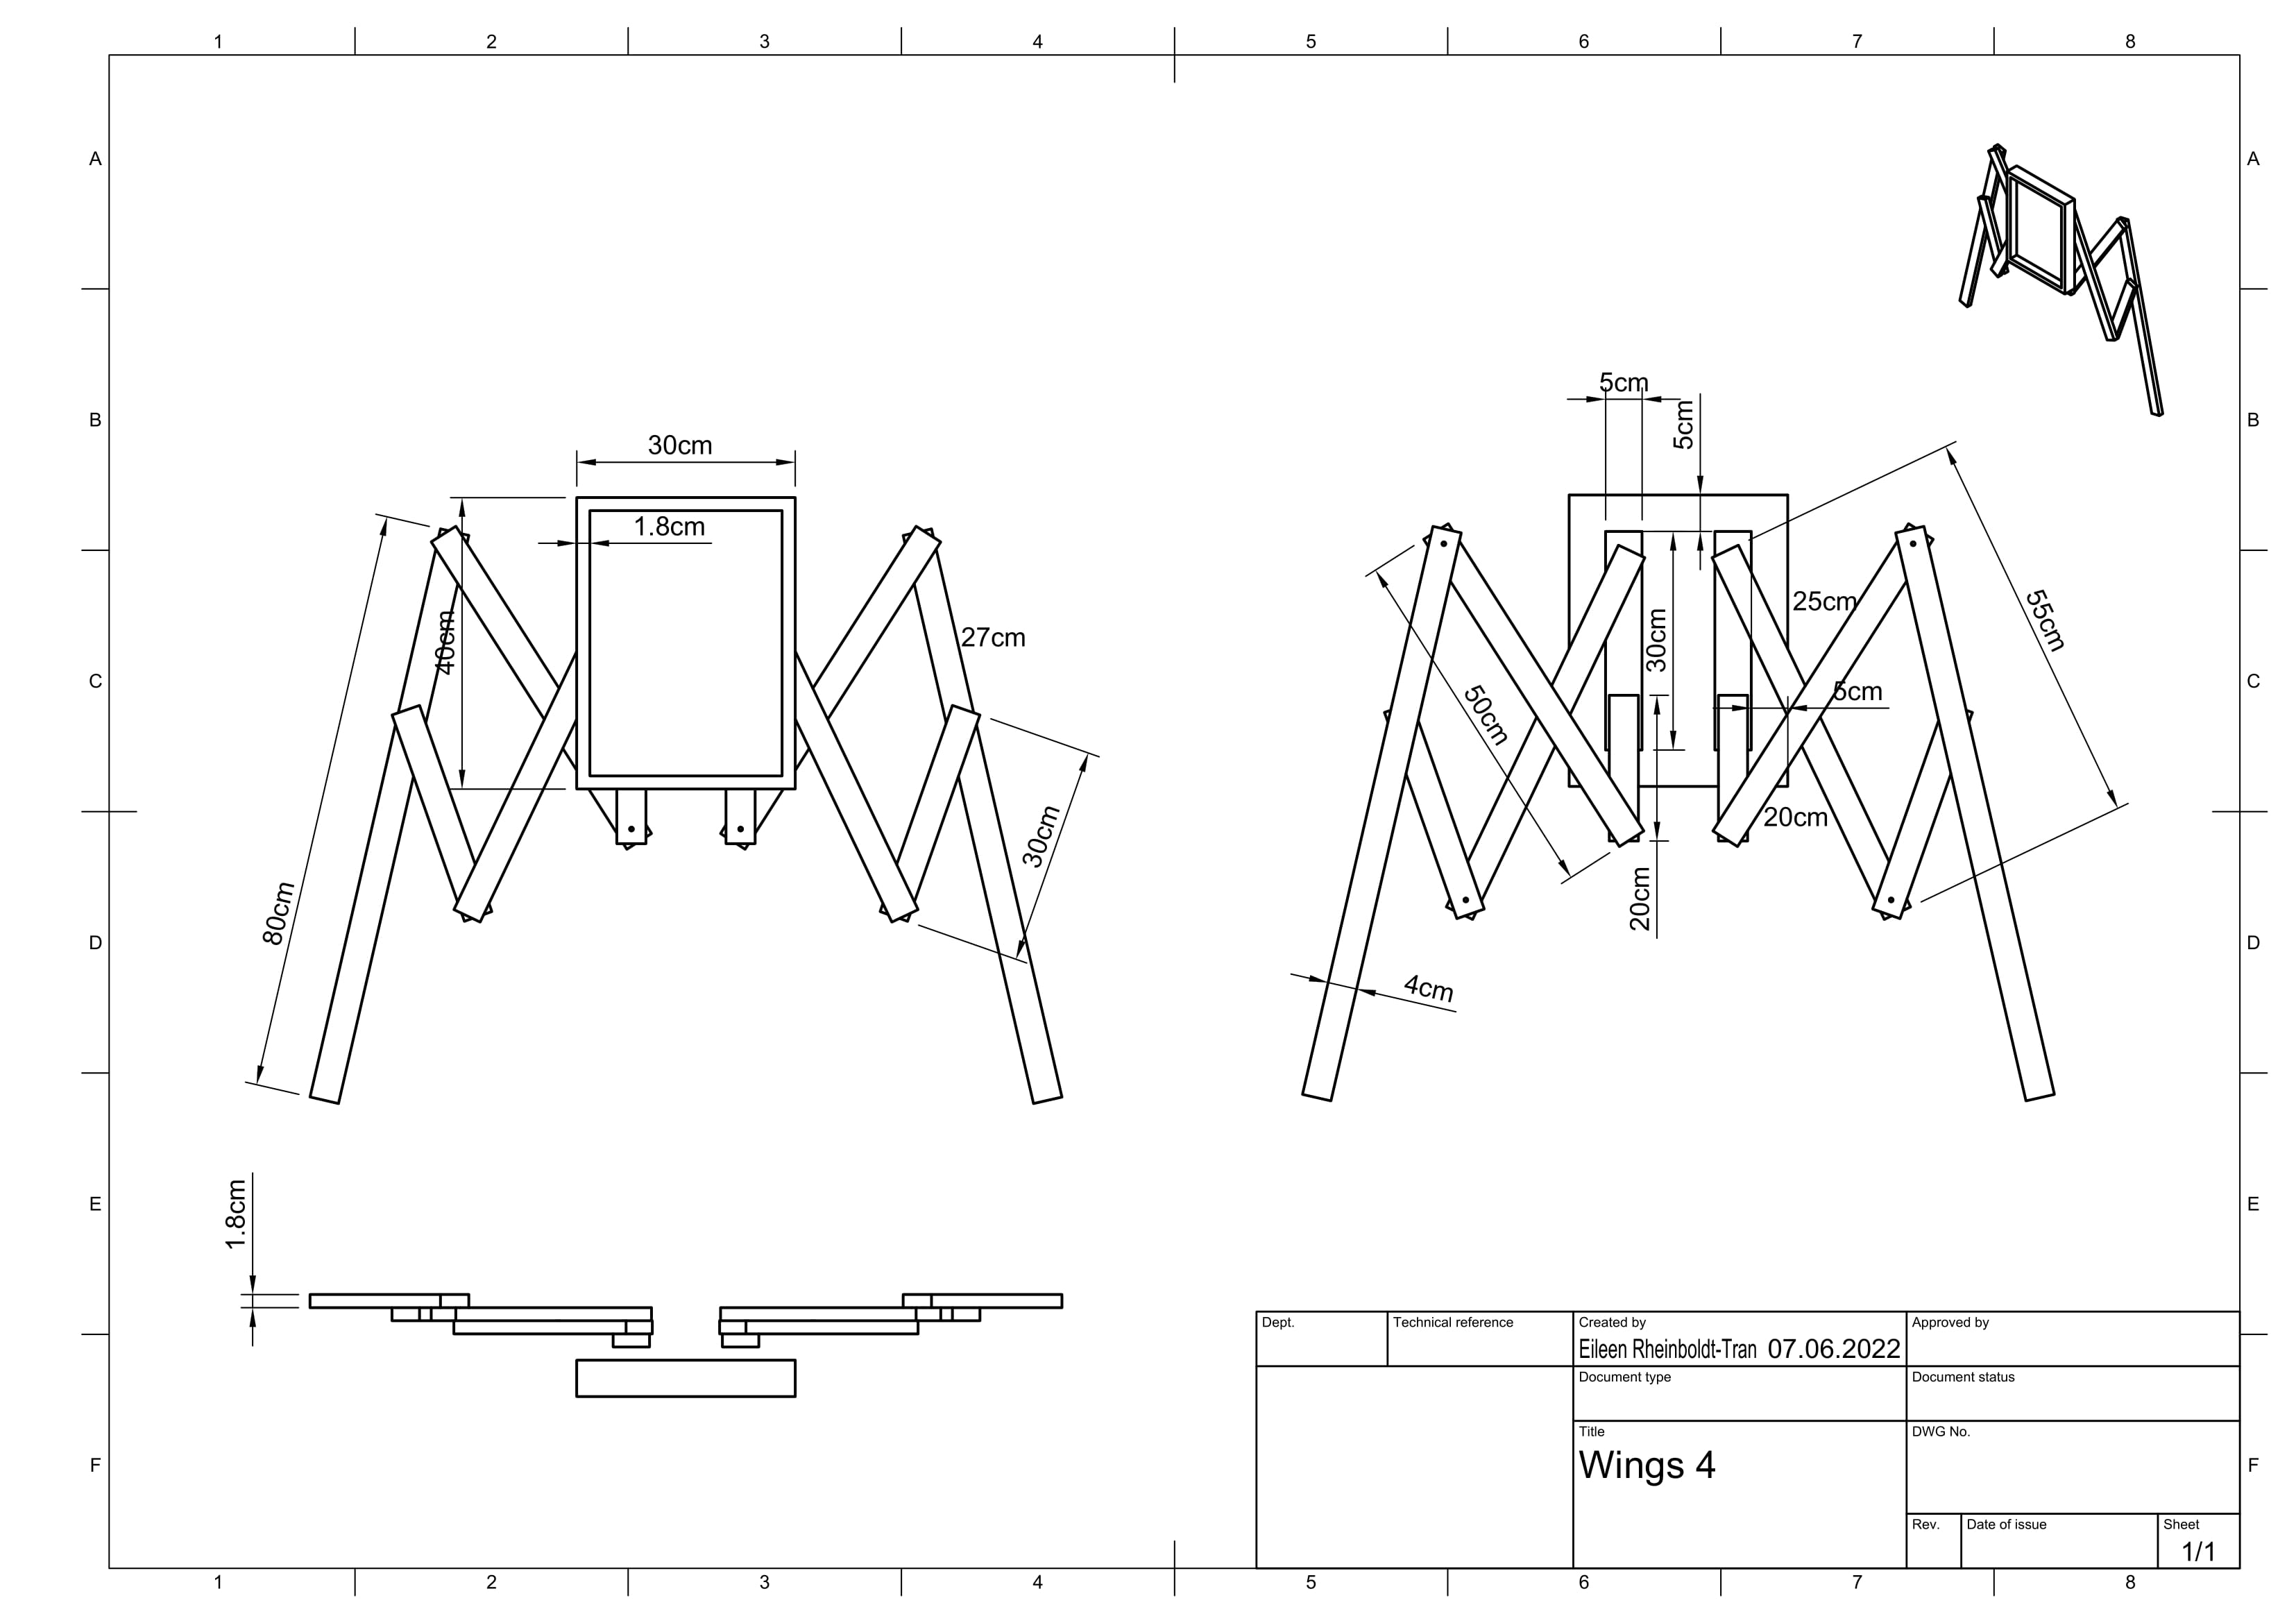 1 2 3 4 5 6 7 8
A A
5cm
5cm
B B
30cm
1.8cm
40cm
27cm
25cm
55cm
30cm
C C
5cm
50cm
20cm
30cm
80cm
20cm
D D
4cm
1.8cm
E E
Dept.
Technical reference
Created by
Eileen Rheinboldt-Tran 07.06.2022
Approved by
Document type
Document status
Title
Wings 4
DWG No.
F F
Rev.
Date of issue
Sheet
1/1
1 2 3 4 5 6 7 8